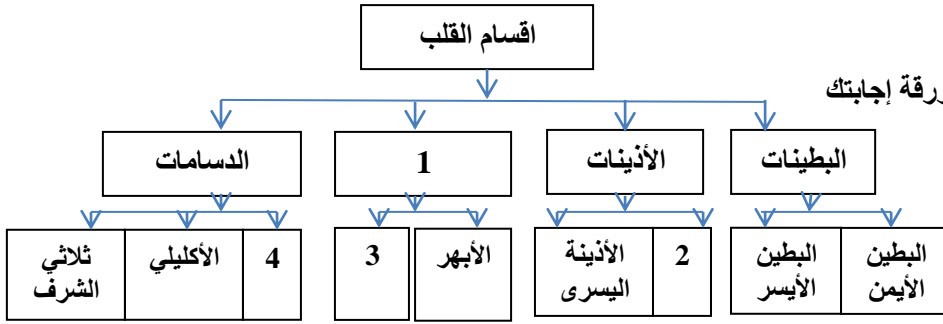 اقسام القلب
ورقة إجابتك
البطينات
الأذينات
1
الدسامات
البطين الأيمن
البطين الأيسر
2
الأذينة اليسرى
الأبهر
3
4
الأكليلي
ثلاثي الشرف